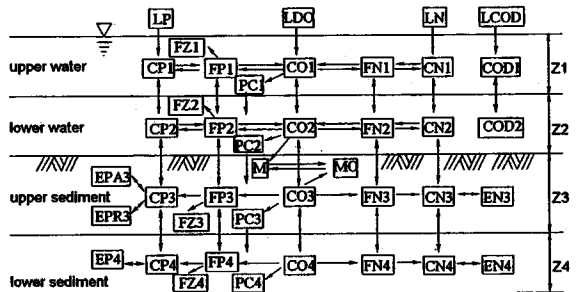 LP LDO LN LCOD
FZ1
upper water CP1 FP1 CO1 FN1 CN1 COD1 Z1
PC1
FZ2
lower water CP2 FP2 CO2 FN2 CN2 COD2 Z2
PC2
M MO
EPA3
upper sediment CP3 FP3 CO3 FN3 CN3 EN3 Z3
EPR3 FZ3 PC3
EP4 CP4 FP4 CO4 FN4 CN4 EN4 Z4
lower sediment FZ4 PC4